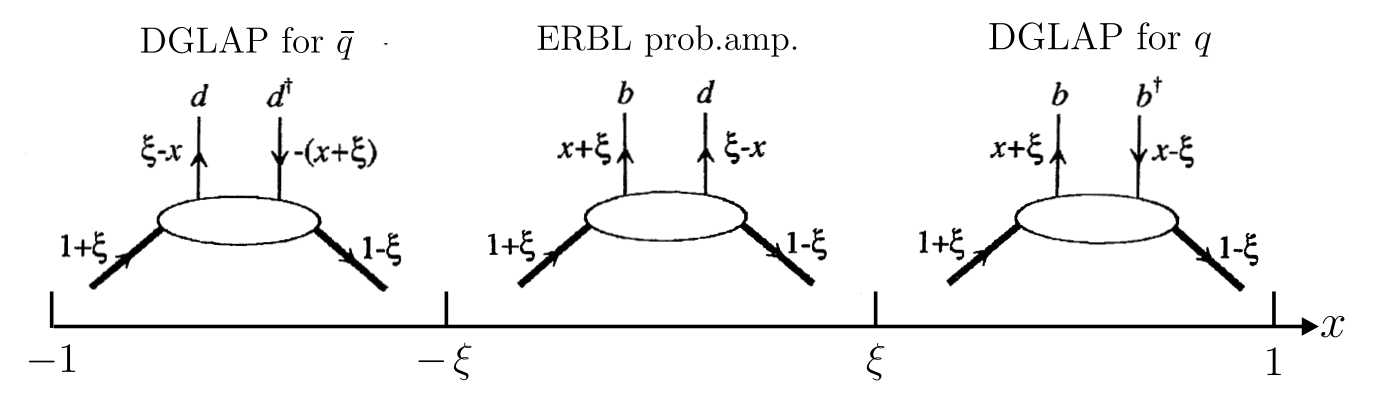 DGLAP for q̄ ERBL prob.amp. DGLAP for q
d d† b d b b†
ξ-x -(x+ξ) x+ξ ξ-x x+ξ x-ξ
1+ξ 1-ξ 1+ξ 1-ξ 1+ξ 1-ξ
x
−1 −ξ ξ 1